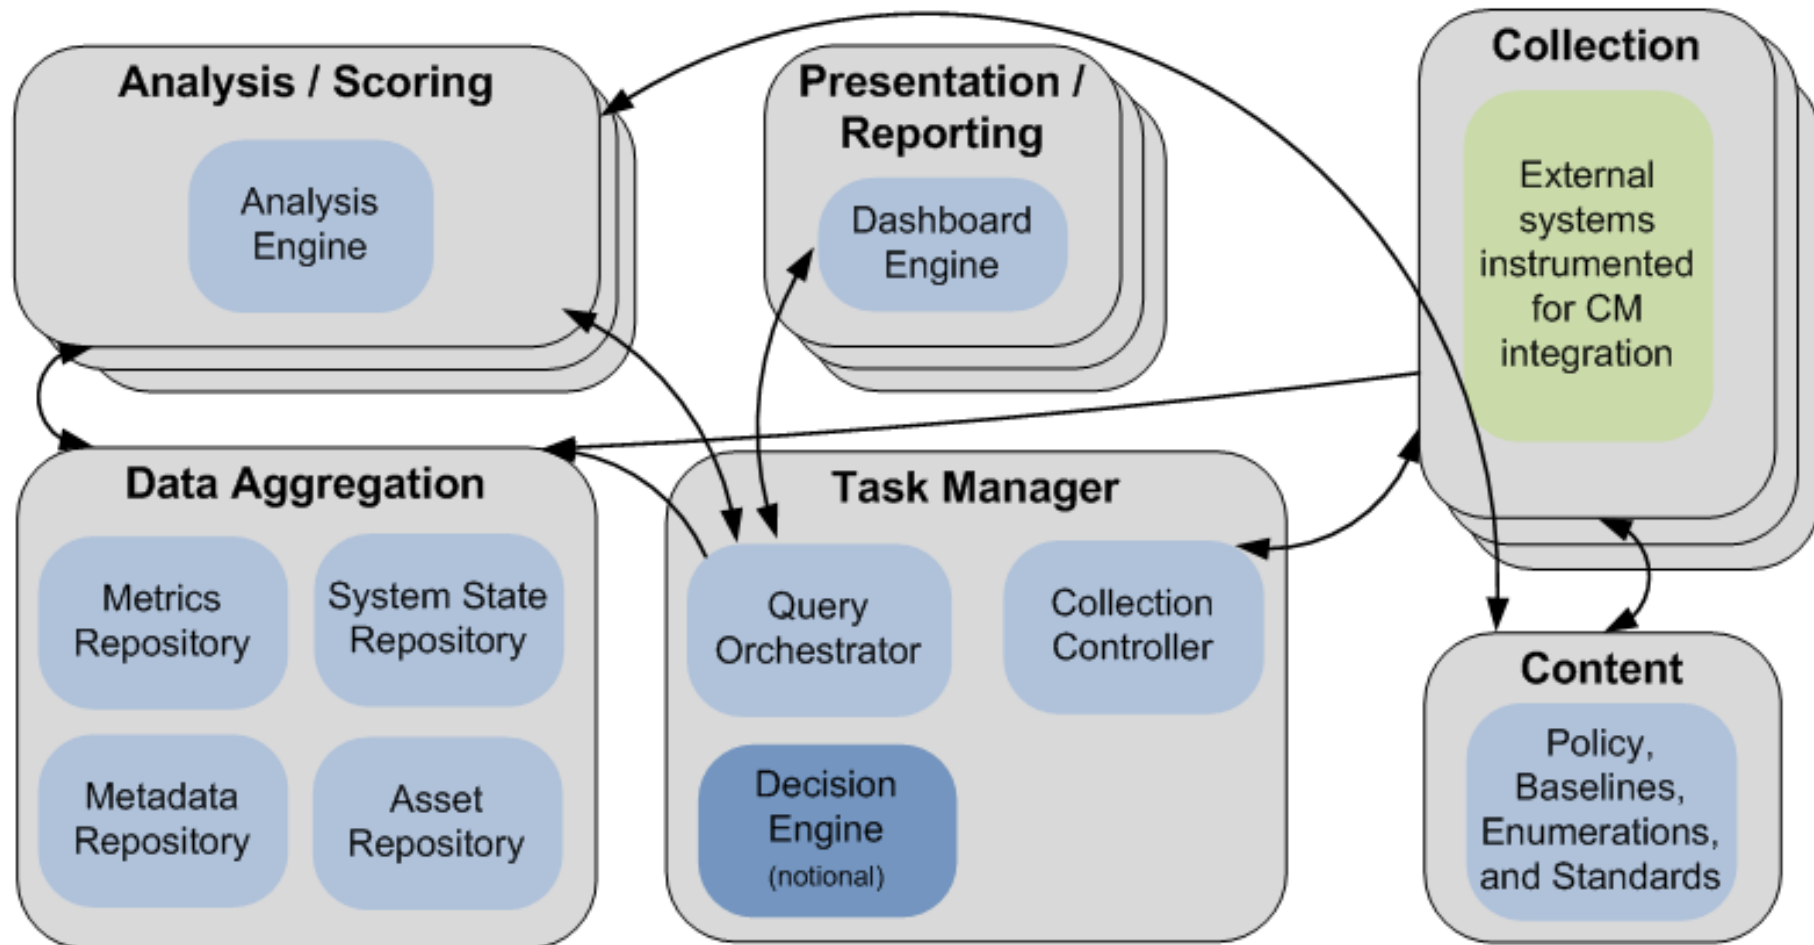 Analysis / Scoring
Analysis
Engine
Presentation /
Reporting
Dashboard
Engine
Collection
External
systems
instrumented
for CM
integration
Data Aggregation
Metrics
Repository
System State
Repository
Metadata
Repository
Asset
Repository
Task Manager
Query
Orchestrator
Collection
Controller
Decision
Engine
(notional)
Content
Policy,
Baselines,
Enumerations,
and Standards